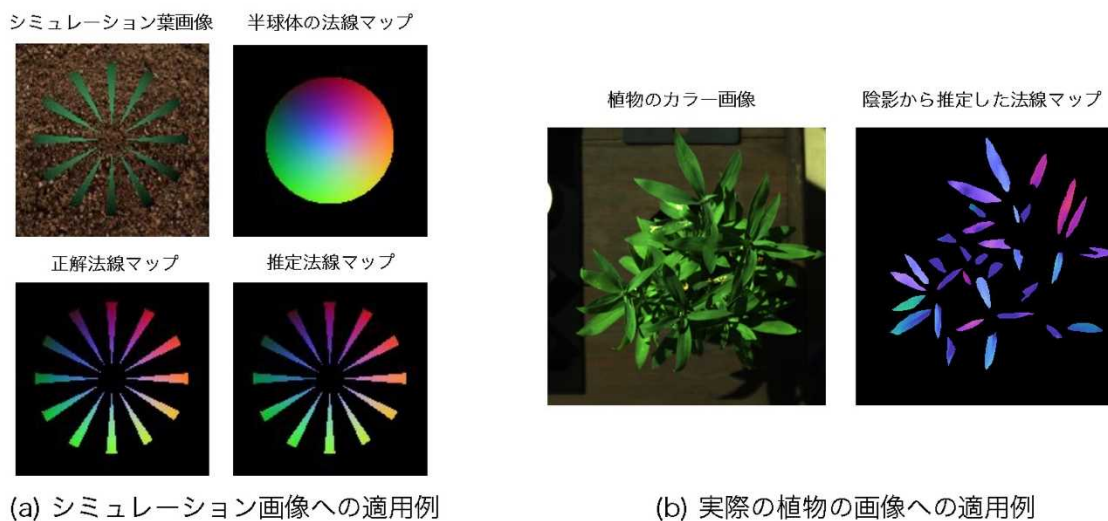 シミュレーション葉画像
半球体の法線マップ
正解法線マップ
推定法線マップ
(a) シミュレーション画像への適用例
植物のカラー画像
陰影から推定した法線マップ
(b) 実際の植物の画像への適用例